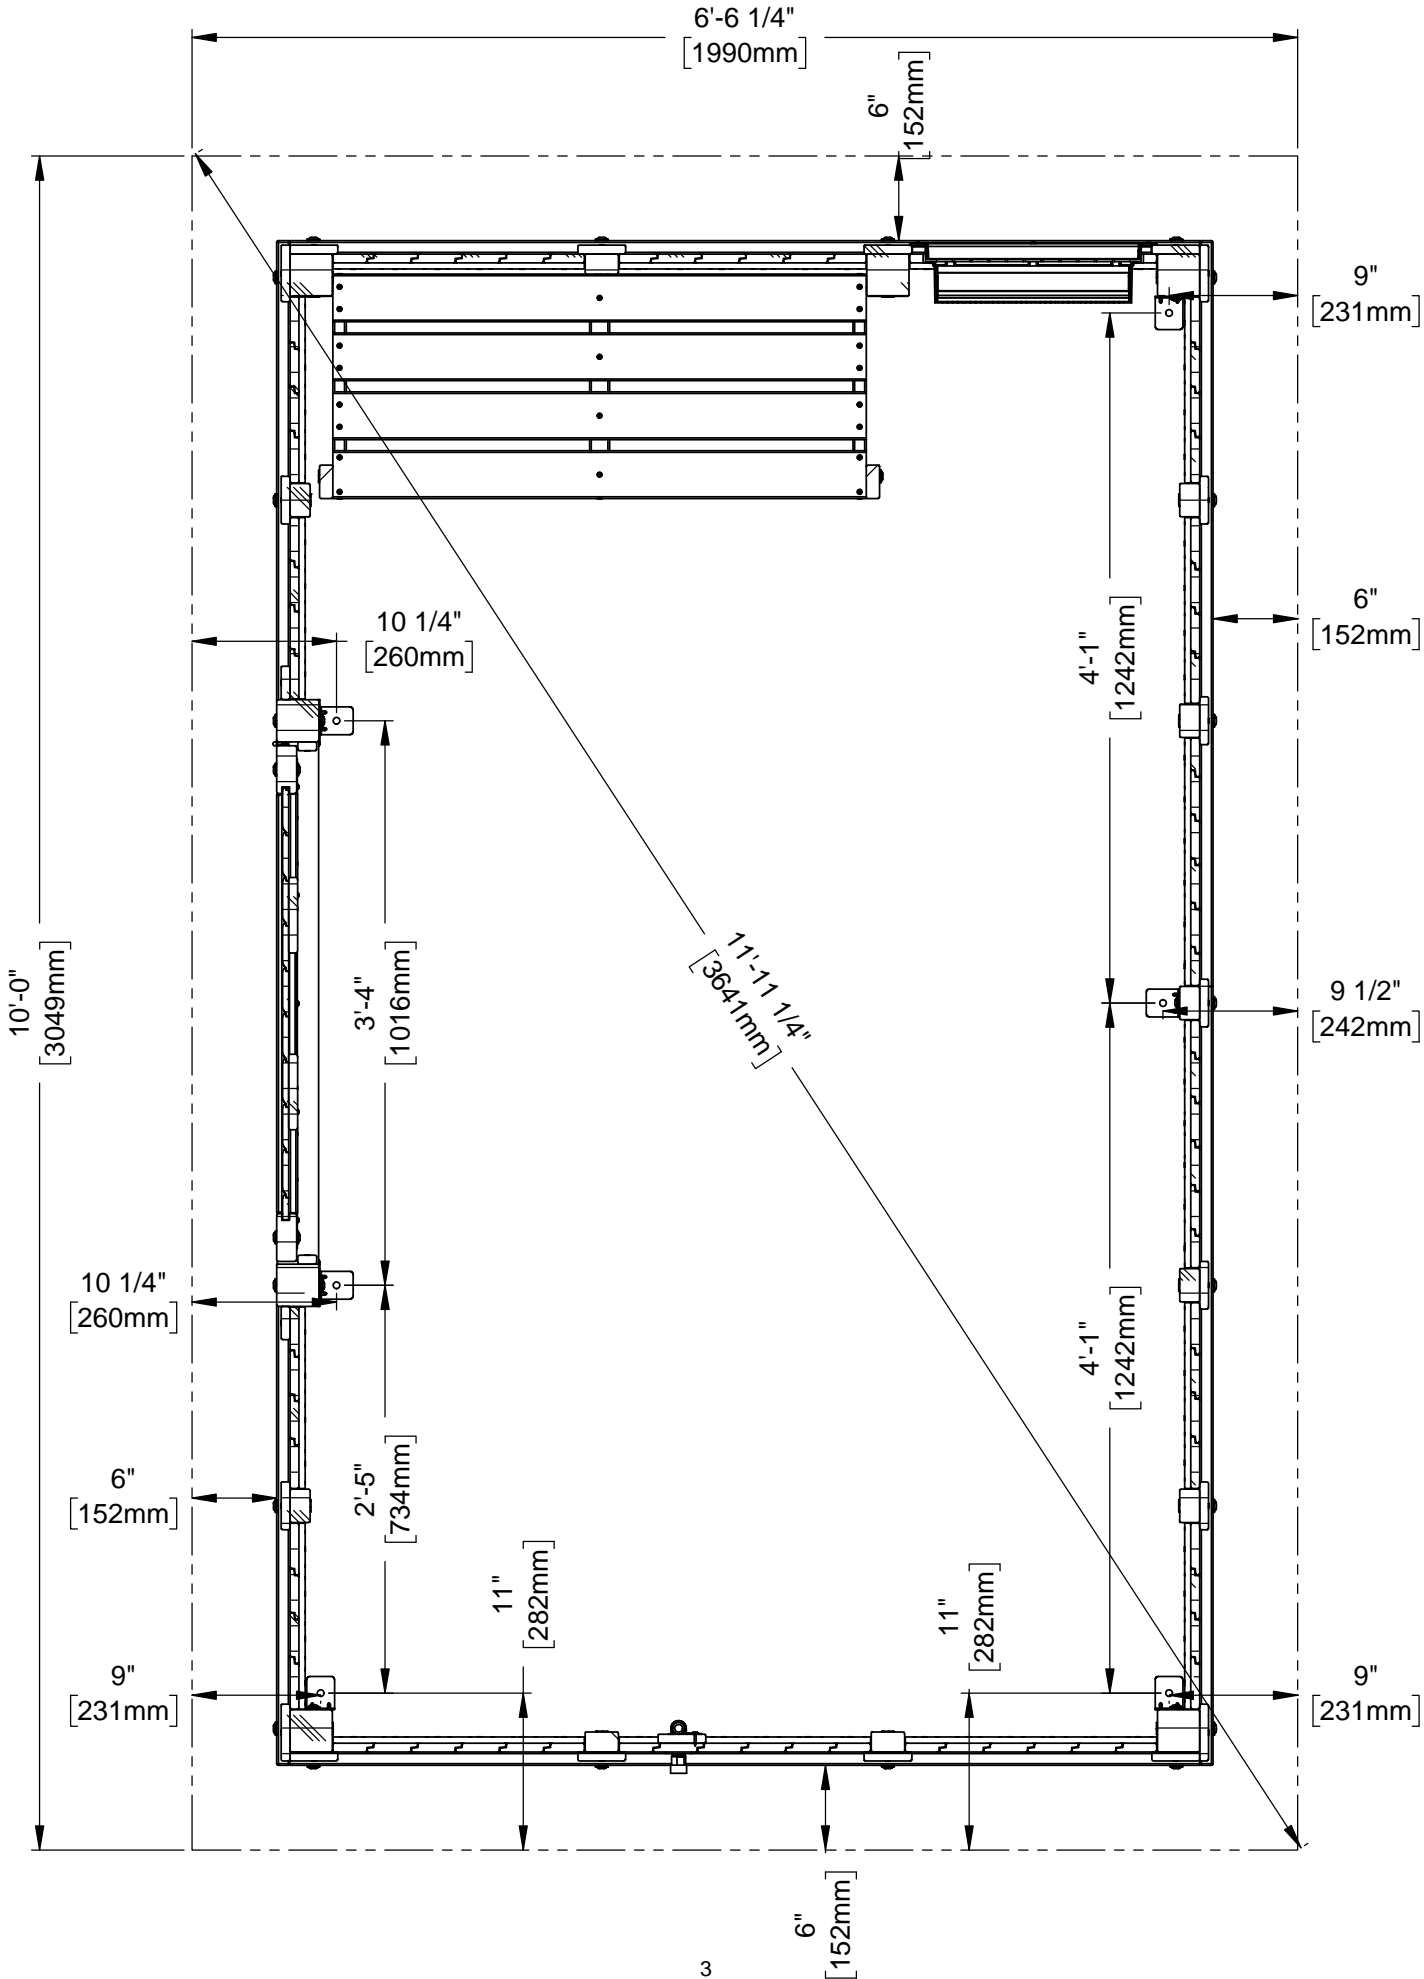 6'-6 1/4"
[1990mm]
6"
[152mm]
9"
[231mm]
10 1/4"
[260mm]
6"
[152mm]
4'-1"
[1242mm]
10'-0"
[3049mm]
3'-4"
[1016mm]
11'-11 1/4"
[3641mm]
9 1/2"
[242mm]
10 1/4"
[260mm]
4'-1"
[1242mm]
6"
[152mm]
2'-5"
[734mm]
11"
[282mm]
11"
[282mm]
9"
[231mm]
9"
[231mm]
6"
[152mm]
3